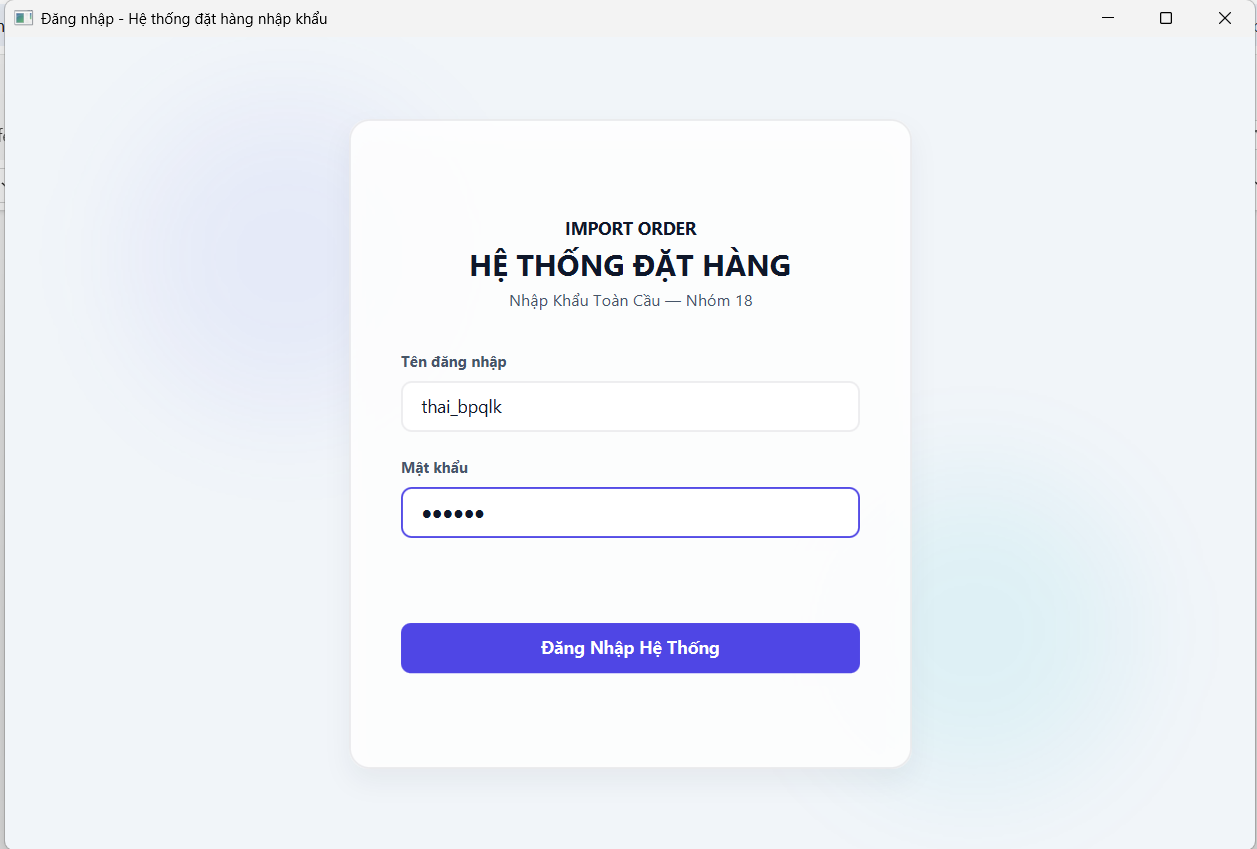 Đăng nhập - Hệ thống đặt hàng nhập khẩu
IMPORT ORDER
HỆ THỐNG ĐẶT HÀNG
Nhập Khẩu Toàn Cầu — Nhóm 18
Tên đăng nhập
thai_bpqlk
Mật khẩu
●●●●●●
Đăng Nhập Hệ Thống